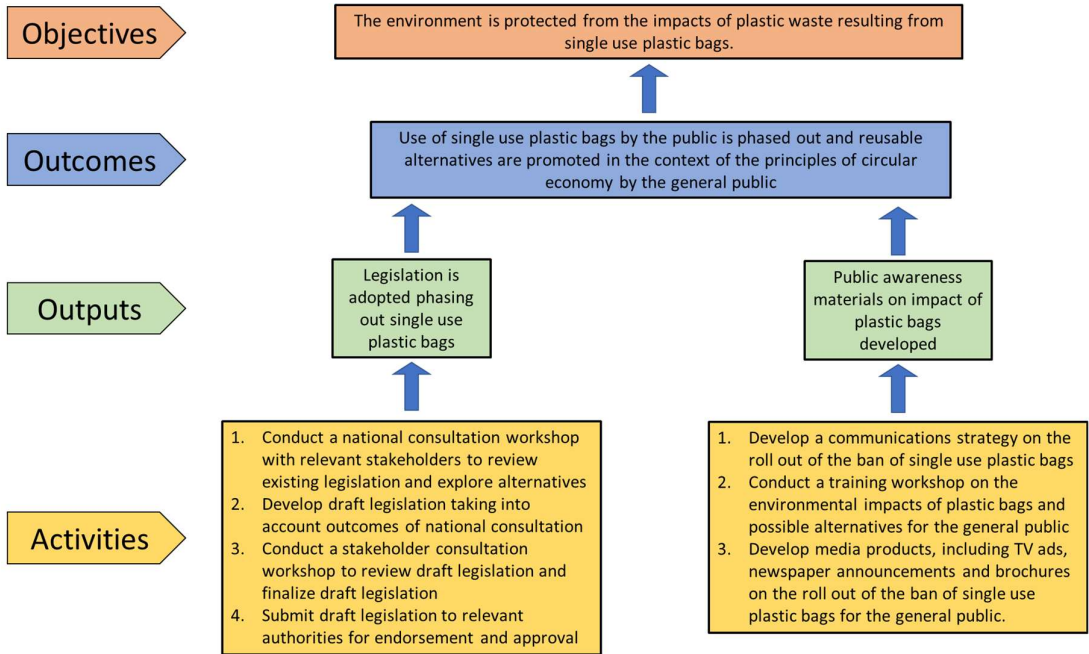 Objectives
The environment is protected from the impacts of plastic waste resulting from
single use plastic bags.
Outcomes
Use of single use plastic bags by the public is phased out and reusable
alternatives are promoted in the context of the principles of circular
economy by the general public
Outputs
Legislation is
adopted phasing
out single use
plastic bags
Public awareness
materials on impact of
plastic bags
developed
Activities
1. Conduct a national consultation workshop
with relevant stakeholders to review
existing legislation and explore alternatives
2. Develop draft legislation taking into
account outcomes of national consultation
3. Conduct a stakeholder consultation
workshop to review draft legislation and
finalize draft legislation
4. Submit draft legislation to relevant
authorities for endorsement and approval
1. Develop a communications strategy on the
roll out of the ban of single use plastic bags
2. Conduct a training workshop on the
environmental impacts of plastic bags and
possible alternatives for the general public
3. Develop media products, including TV ads,
newspaper announcements and brochures
on the roll out of the ban of single use
plastic bags for the general public.